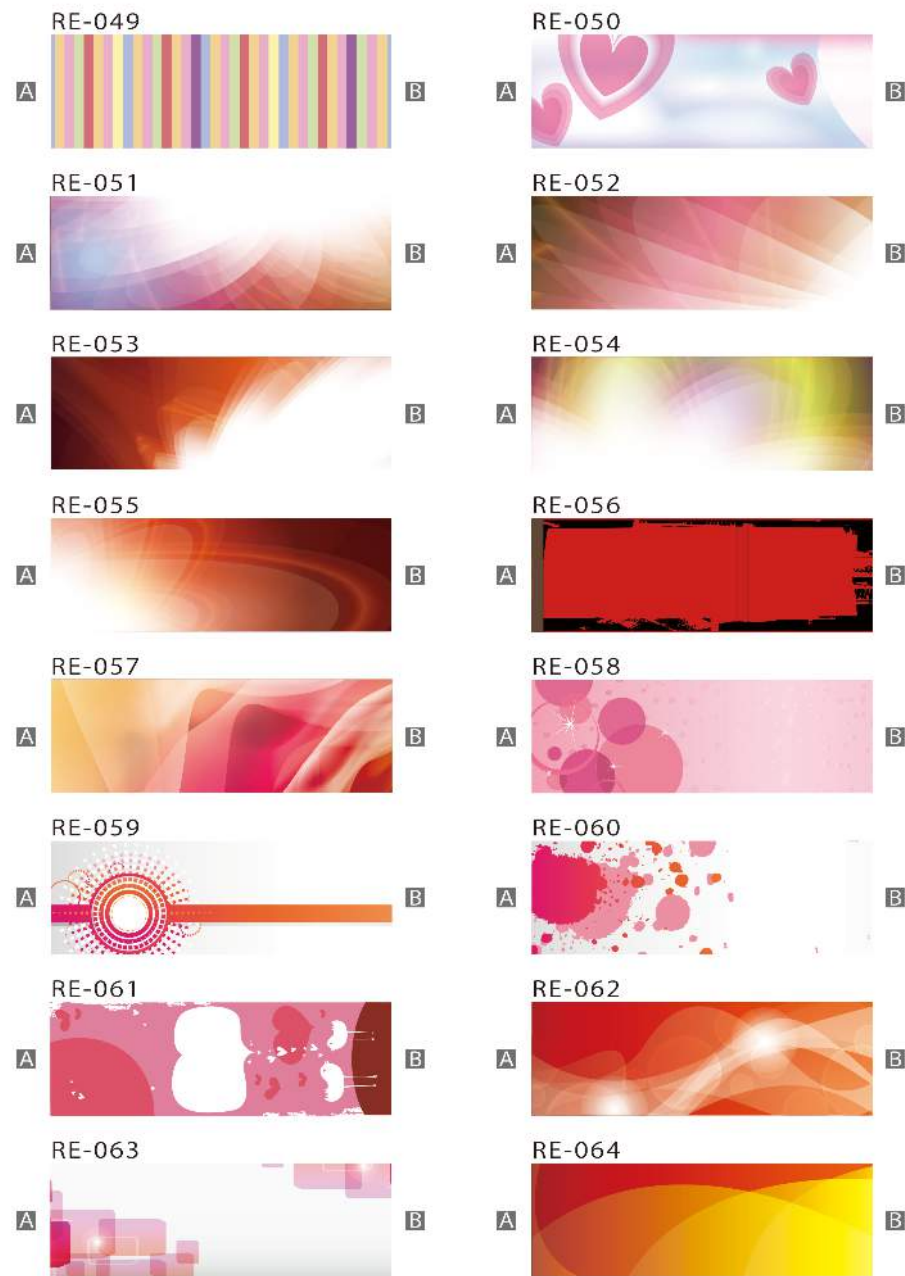 RE-049 RE-050
A B A B
RE-051 RE-052
A B A B
RE-053 RE-054
A B A B
RE-055 RE-056
A B A B
RE-057 RE-058
A B A B
RE-059 RE-060
A B A B
RE-061 RE-062
A B A B
RE-063 RE-064
A B A B